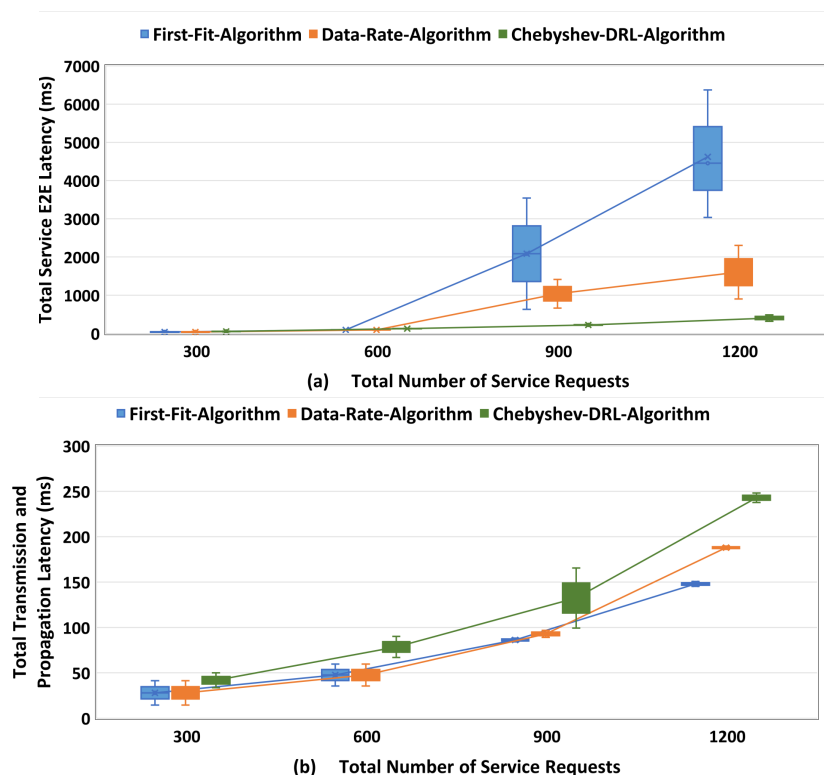 First-Fit-Algorithm Data-Rate-Algorithm Chebyshev-DRL-Algorithm
Total Service E2E Latency (ms)
7000
6000
5000
4000
3000
2000
1000
0
300 600 900 1200
(a) Total Number of Service Requests
First-Fit-Algorithm Data-Rate-Algorithm Chebyshev-DRL-Algorithm
Total Transmission and
Propagation Latency (ms)
300
250
200
150
100
50
0
300 600 900 1200
(b) Total Number of Service Requests